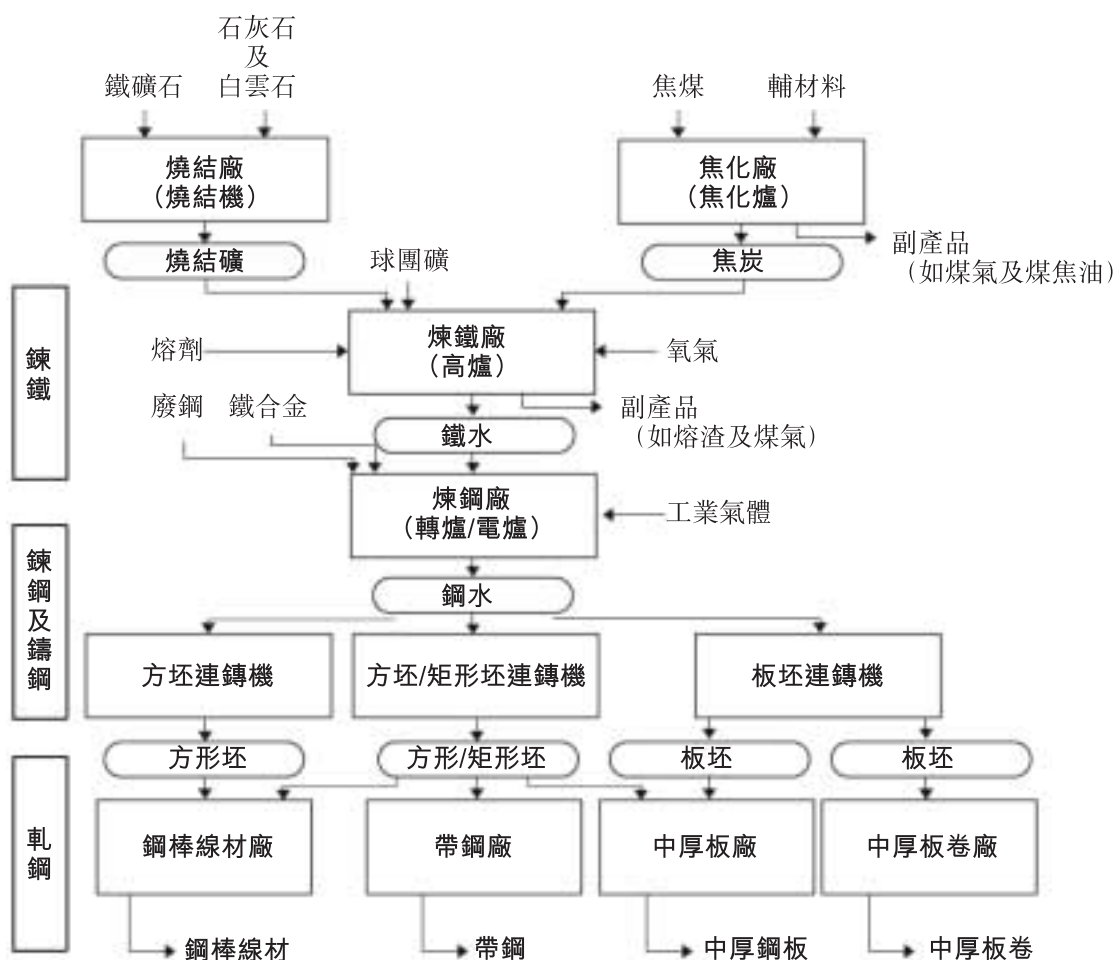 石灰石
及
白雲石
鐵礦石
焦煤
輔材料
燒結廠
（燒結機）
焦化廠
（焦化爐）
燒結礦
球團礦
焦炭
副產品
（如煤氣及煤焦油）
鍊鐵
熔劑
煉鐵廠
（高爐）
氧氣
廢鋼
鐵合金
鐵水
副產品
（如熔渣及煤氣）
煉鋼廠
（轉爐/電爐）
工業氣體
鍊鋼及鑄鋼
鋼水
方坯連鑄機
方坯/矩形坯連鑄機
板坯連鑄機
方形坯
方形/矩形坯
板坯
板坯
軋鋼
鋼棒線材廠
帶鋼廠
中厚板廠
中厚板卷廠
鋼棒線材
帶鋼
中厚鋼板
中厚板卷